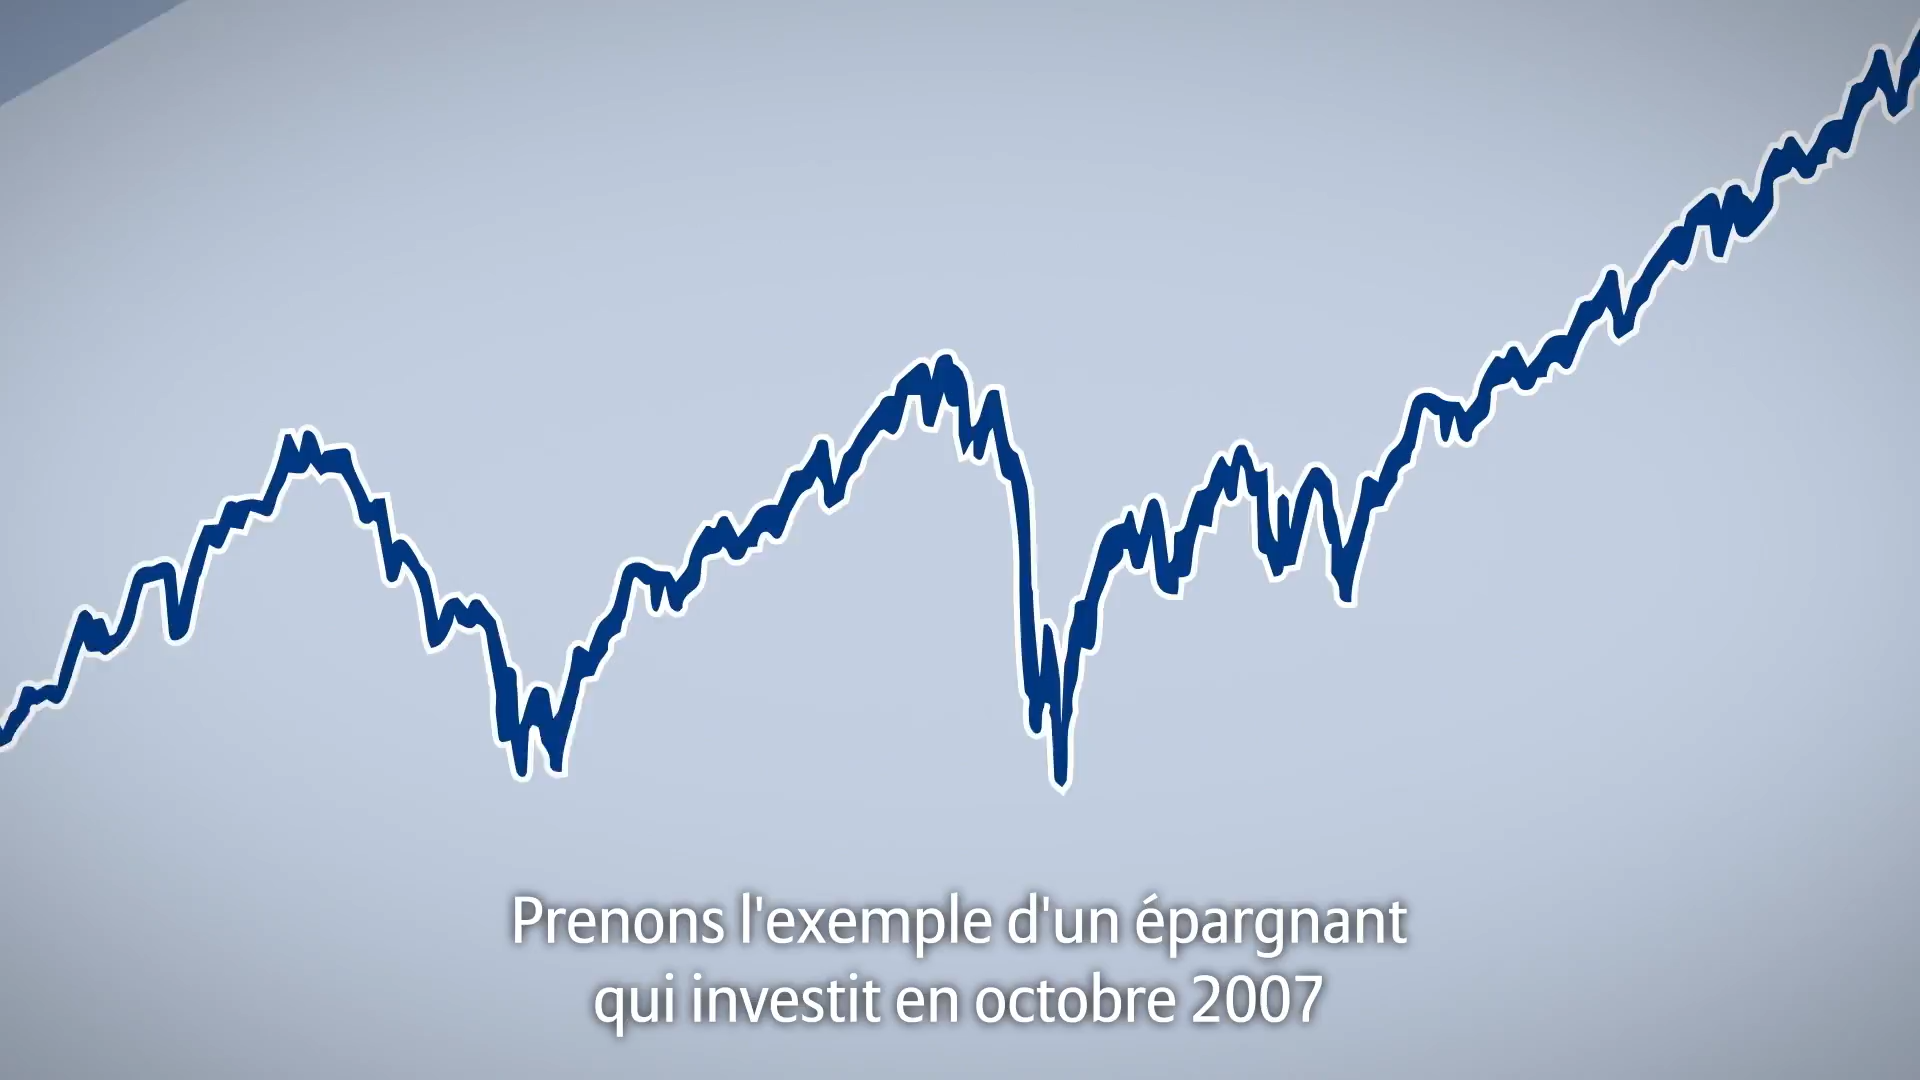 Prenons l'exemple d'un épargnant
qui investit en octobre 2007